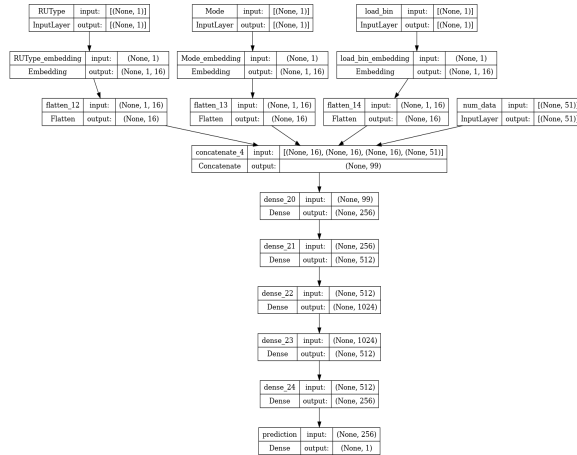 RUType input: [(None, 1)]
InputLayer output: [(None, 1)]
Mode input: [(None, 1)]
InputLayer output: [(None, 1)]
load_bin input: [(None, 1)]
InputLayer output: [(None, 1)]
RUType_embedding input: (None, 1)
Embedding output: (None, 1, 16)
Mode_embedding input: (None, 1)
Embedding output: (None, 1, 16)
load_bin_embedding input: (None, 1)
Embedding output: (None, 1, 16)
flatten_12 input: (None, 1, 16)
Flatten output: (None, 16)
flatten_13 input: (None, 1, 16)
Flatten output: (None, 16)
flatten_14 input: (None, 1, 16)
Flatten output: (None, 16)
num_data input: [(None, 51)]
InputLayer output: [(None, 51)]
concatenate_4 input: [(None, 16), (None, 16), (None, 16), (None, 51)]
Concatenate output: (None, 99)
dense_20 input: (None, 99)
Dense output: (None, 256)
dense_21 input: (None, 256)
Dense output: (None, 512)
dense_22 input: (None, 512)
Dense output: (None, 1024)
dense_23 input: (None, 1024)
Dense output: (None, 512)
dense_24 input: (None, 512)
Dense output: (None, 256)
prediction input: (None, 256)
Dense output: (None, 1)